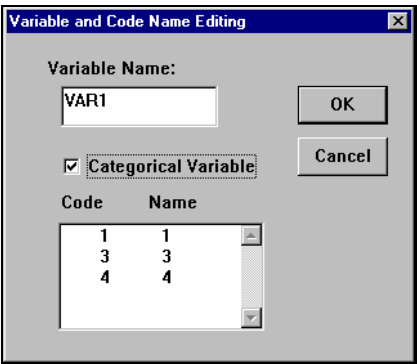 Variable and Code Name Editing
Variable Name:
VAR1
OK
Categorical Variable
Cancel
Code Name
1 1
3 3
4 4